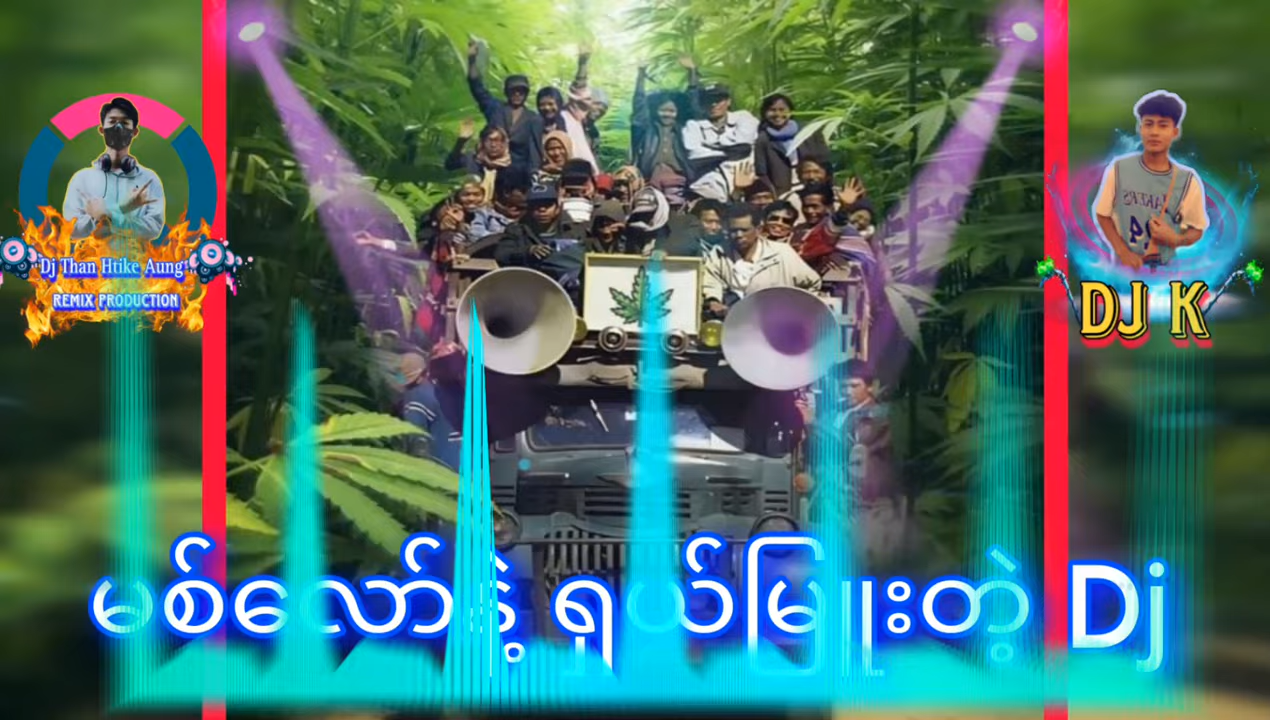 Dj Than Htike Aung
REMIX PRODUCTION
DJ K
မစ်လော်နဲ့ ရှယ်မြူးတဲ့ Dj